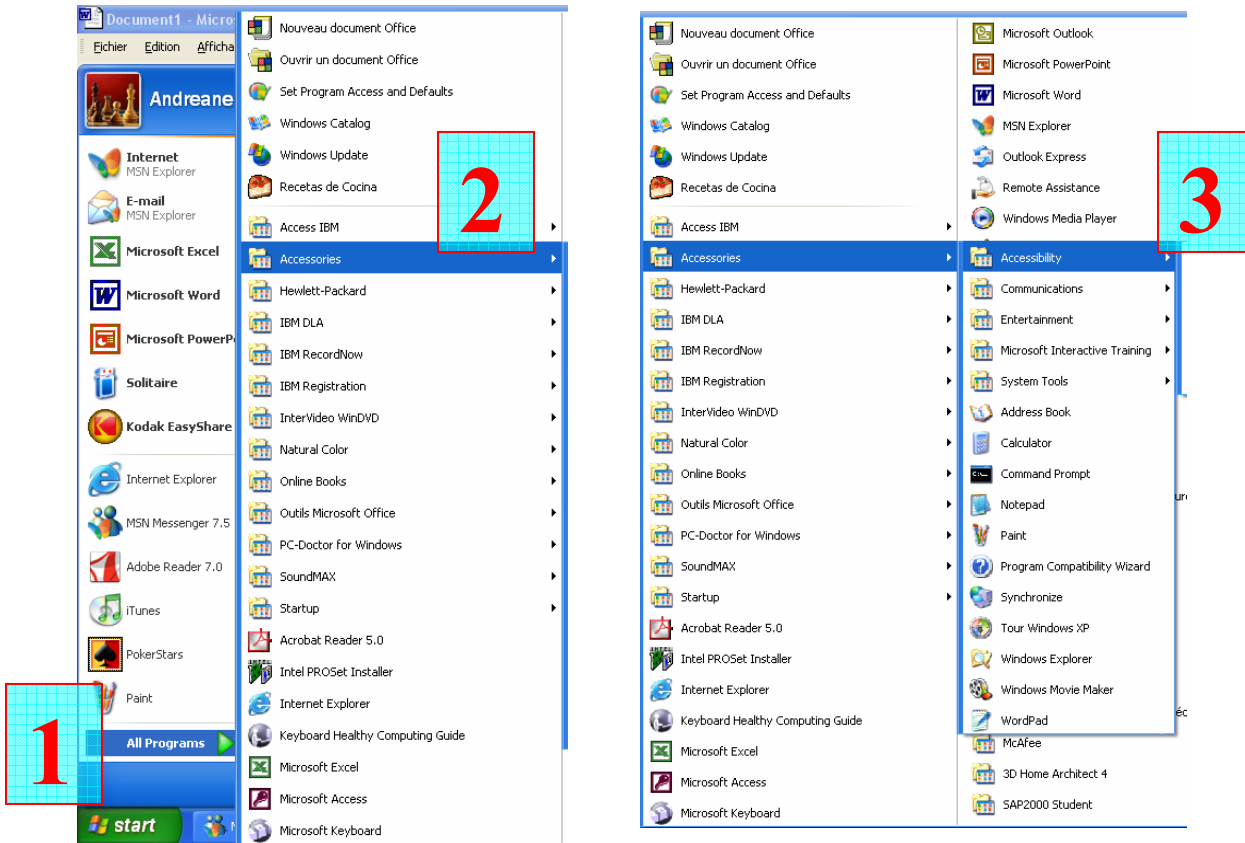 Document1 - Micro
Fichier Edition Afficha
Andreane
Internet
MSN Explorer
E-mail
MSN Explorer
Microsoft Excel
Microsoft Word
Microsoft PowerP
Solitaire
Kodak EasyShare
Internet Explorer
MSN Messenger 7.5
Adobe Reader 7.0
iTunes
PokerStars
Paint
All Programs
1
start
Nouveau document Office
Ouvrir un document Office
Set Program Access and Defaults
Windows Catalog
Windows Update
Recetas de Cocina
2
Access IBM
Accessories
Hewlett-Packard
IBM DLA
IBM RecordNow
IBM Registration
InterVideo WinDVD
Natural Color
Online Books
Outils Microsoft Office
PC-Doctor for Windows
SoundMAX
Startup
Acrobat Reader 5.0
Intel PROSet Installer
Internet Explorer
Keyboard Healthy Computing Guide
Microsoft Excel
Microsoft Access
Microsoft Keyboard
Nouveau document Office
Ouvrir un document Office
Set Program Access and Defaults
Windows Catalog
Windows Update
Recetas de Cocina
Access IBM
Accessories
Hewlett-Packard
IBM DLA
IBM RecordNow
IBM Registration
InterVideo WinDVD
Natural Color
Online Books
Outils Microsoft Office
PC-Doctor for Windows
SoundMAX
Startup
Acrobat Reader 5.0
Intel PROSet Installer
Internet Explorer
Keyboard Healthy Computing Guide
Microsoft Excel
Microsoft Access
Microsoft Keyboard
Microsoft Outlook
Microsoft PowerPoint
Microsoft Word
MSN Explorer
Outlook Express
Remote Assistance
Windows Media Player
3
Accessibility
Communications
Entertainment
Microsoft Interactive Training
System Tools
Address Book
Calculator
Command Prompt
Notepad
Paint
Program Compatibility Wizard
Synchronize
Tour Windows XP
Windows Explorer
Windows Movie Maker
WordPad
McAfee
3D Home Architect 4
SAP2000 Student